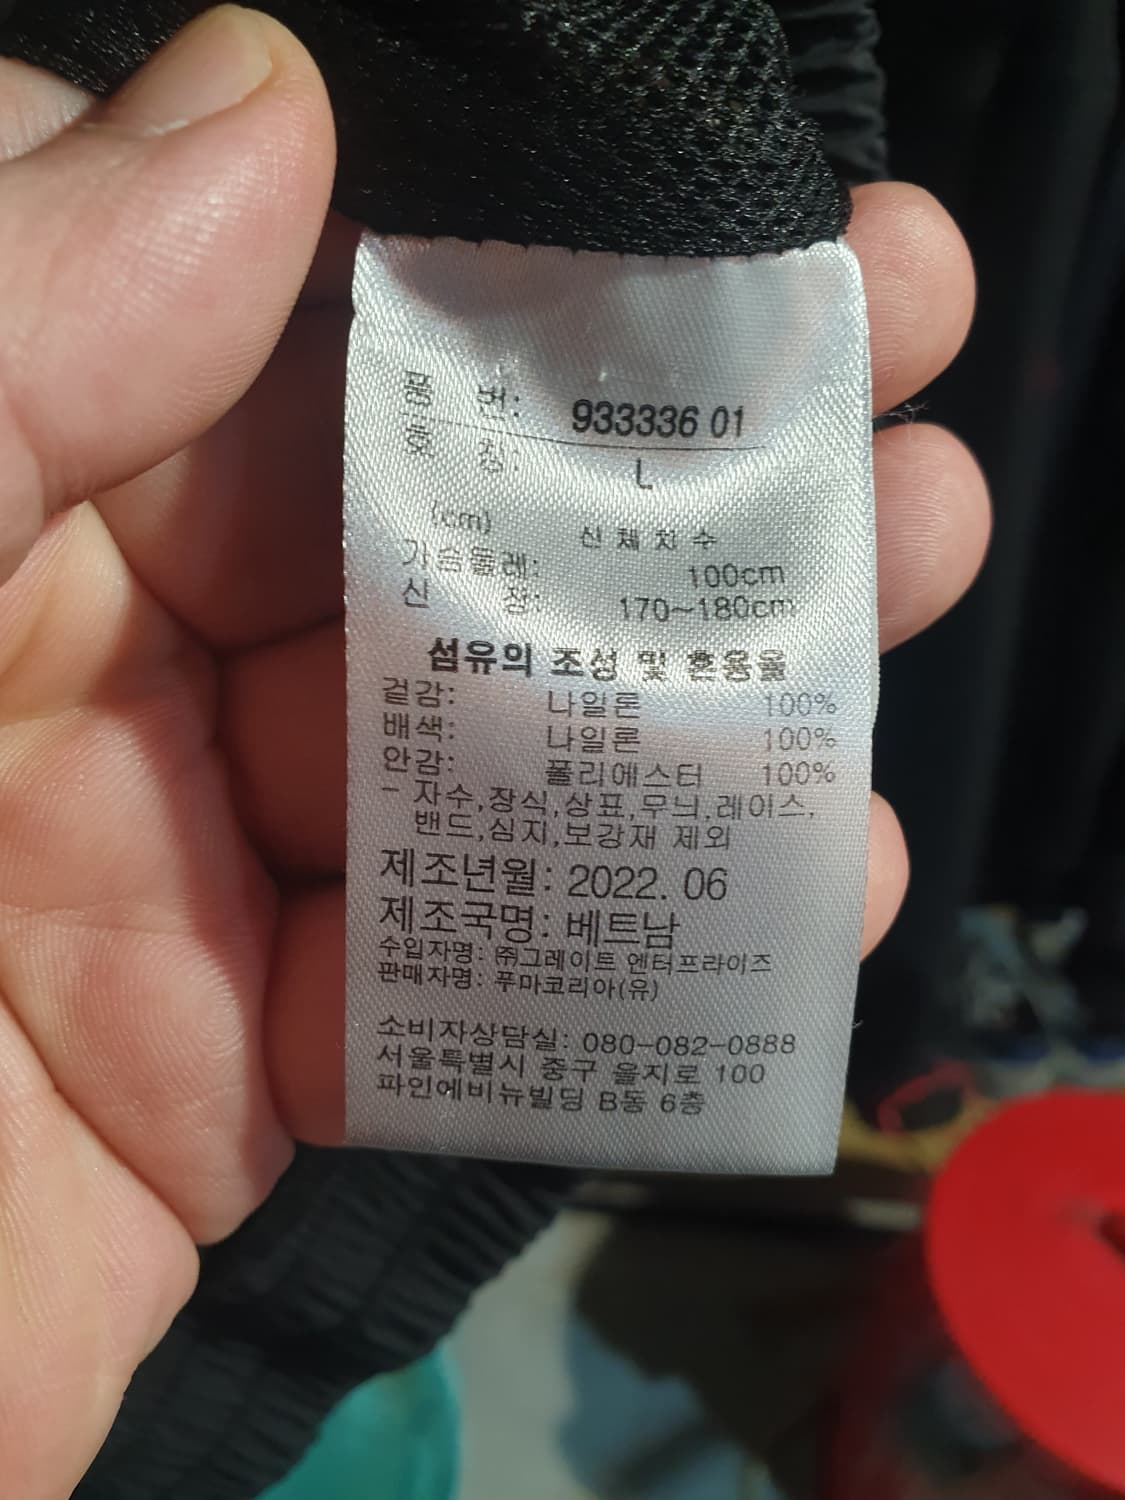 품 번: 933336 01
호 칭: L
(cm) 신체치수
가슴둘레: 100cm
신 장: 170~180cm
섬유의 조성 및 혼용율
겉감: 나일론 100%
배색: 나일론 100%
안감: 폴리에스터 100%
- 자수,장식,상표,무늬,레이스,
밴드,심지,보강재 제외
제조년월: 2022. 06
제조국명: 베트남
수입자명: ㈜그레이트 엔터프라이즈
판매자명: 푸마코리아(유)
소비자상담실: 080-082-0888
서울특별시 중구 을지로 100
파인에비뉴빌딩 B동 6층